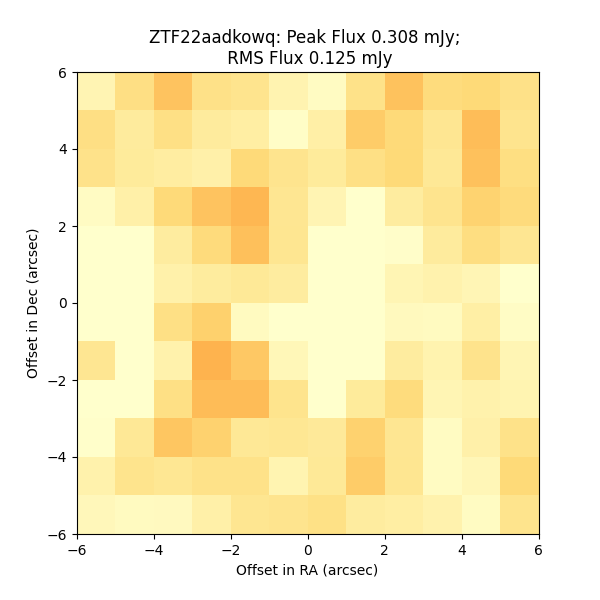 ZTF22aadkowq: Peak Flux 0.308 mJy;
RMS Flux 0.125 mJy
6
4
2
0
−2
−4
−6
Offset in Dec (arcsec)
−6 −4 −2 0 2 4 6
Offset in RA (arcsec)